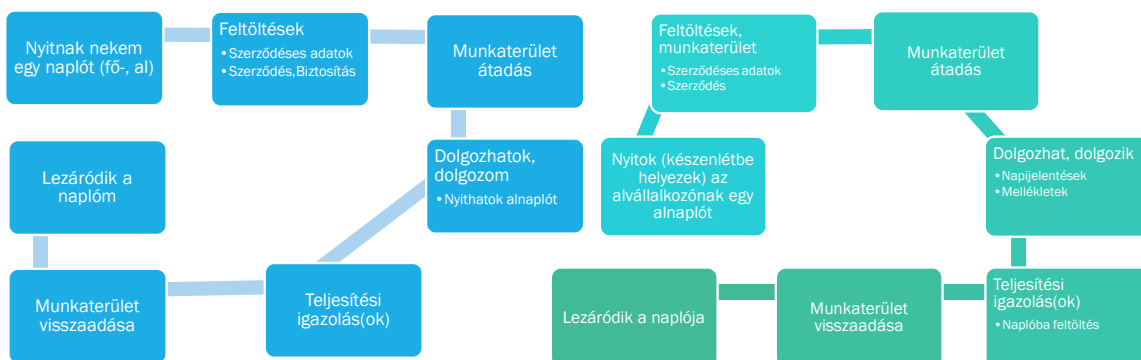 Nyitnak nekem
egy naplót (fő-, al)
Feltöltések
•Szerződéses adatok
•Szerződés,Biztosítás
Munkaterület
átadás
Dolgozhatok,
dolgozom
•Nyithatok alnaplót
Teljesítési
igazolás(ok)
Munkaterület
visszaadása
Lezáródik a
naplóm
Nyitok (készenlétbe
helyezek) az
alvállalkozónak egy
alnaplót
Feltöltések,
munkaterület
•Szerződéses adatok
•Szerződés
Munkaterület
átadás
Dolgozhat, dolgozik
•Napijelentések
•Mellékletek
Teljesítési
igazolás(ok)
•Naplóba feltöltés
Munkaterület
visszaadása
Lezáródik a naplója